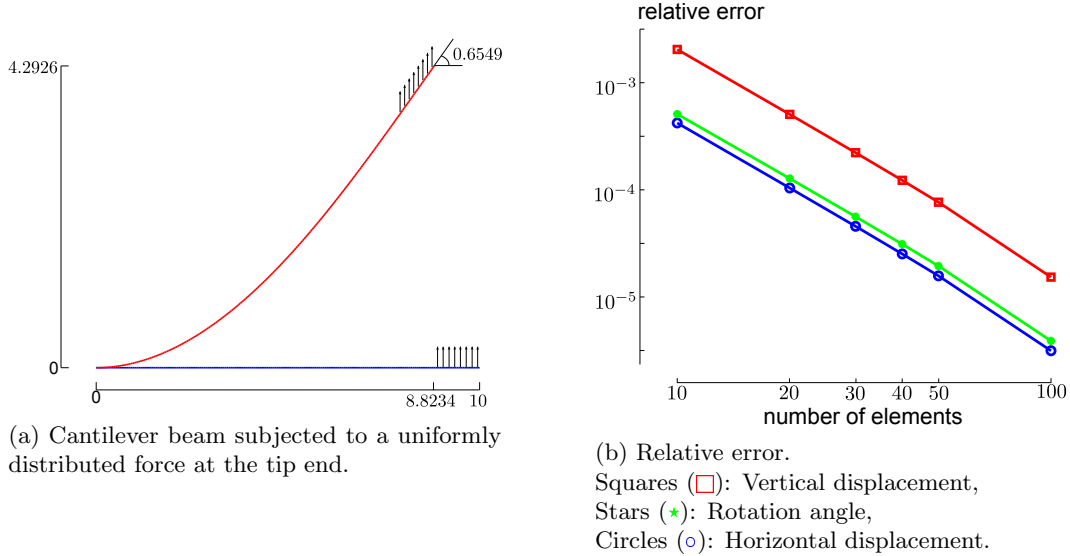 4.2926
0.6549
0
0
8.8234
10
(a) Cantilever beam subjected to a uniformly
distributed force at the tip end.
relative error
10⁻³
10⁻⁴
10⁻⁵
10
20
30
40
50
100
number of elements
(b) Relative error.
Squares (□): Vertical displacement,
Stars (⋆): Rotation angle,
Circles (○): Horizontal displacement.